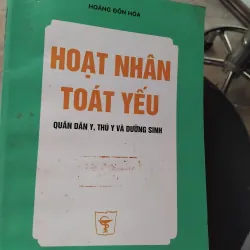 HOÀNG ĐÔN HÒA
HOẠT NHÂN
TOÁT YẾU
QUÂN DÂN Y, THÚ Y VÀ DƯỠNG SINH